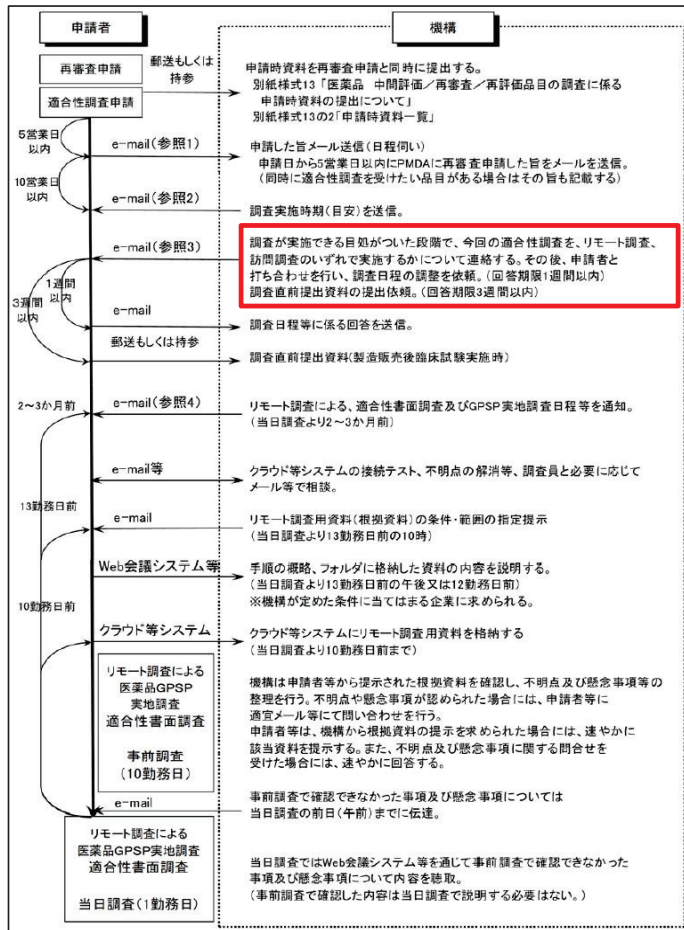 申請者
機構
再審査申請
郵送もしくは
持参
適合性調査申請
申請時資料を再審査申請と同時に提出する。
別紙様式13「医薬品 中間評価/再審査/再評価品目の調査に係る
申請時資料の提出について」
別紙様式13の2「申請時資料一覧」
5営業日
以内
e-mail(参照1)
申請した旨メール送信(日程伺い)
申請日から5営業日以内にPMDAに再審査申請した旨をメールを送信。
(同時に適合性調査を受けたい品目がある場合はその旨も記載する)
10営業日
以内
e-mail(参照2)
調査実施時期(目安)を送信。
e-mail(参照3)
調査が実施できる目処がついた段階で、今回の適合性調査を、リモート調査、
訪問調査のいずれで実施するかについて連絡する。その後、申請者と
打ち合わせを行い、調査日程の調整を依頼。(回答期限1週間以内)
調査直前提出資料の提出依頼。(回答期限3週間以内)
1週間
以内
3週間
以内
e-mail
調査日程等に係る回答を送信。
郵送もしくは持参
調査直前提出資料(製造販売後臨床試験実施時)
2~3か月前
e-mail(参照4)
リモート調査による、適合性書面調査及びGPSP実地調査日程等を通知。
(当日調査より2~3か月前)
e-mail等
クラウド等システムの接続テスト、不明点の解消等、調査員と必要に応じて
メール等で相談。
13勤務日前
e-mail
リモート調査用資料(根拠資料)の条件・範囲の指定提示
(当日調査より13勤務日前の10時)
Web会議システム等
手順の概略、フォルダに格納した資料の内容を説明する。
(当日調査より13勤務日前の午後又は12勤務日前)
※機構が定めた条件に当てはまる企業に求められる。
10勤務日前
クラウド等システム
クラウド等システムにリモート調査用資料を格納する
(当日調査より10勤務日前まで)
リモート調査による
医薬品GPSP
実地調査
適合性書面調査
事前調査
(10勤務日)
機構は申請者等から提示された根拠資料を確認し、不明点及び懸念事項等の
整理を行う。不明点や懸念事項が認められた場合には、申請者等に
適宜メール等にて問い合わせを行う。
申請者等は、機構から根拠資料の提示を求められた場合には、速やかに
該当資料を提示する。また、不明点及び懸念事項に関する問合せを
受けた場合には、速やかに回答する。
e-mail
事前調査で確認できなかった事項及び懸念事項については
当日調査の前日(午前)までに伝達。
リモート調査による
医薬品GPSP実地調査
適合性書面調査
当日調査(1勤務日)
当日調査ではWeb会議システム等を通じて事前調査で確認できなかった
事項及び懸念事項について内容を聴取。
(事前調査で確認した内容は当日調査で説明する必要はない。)